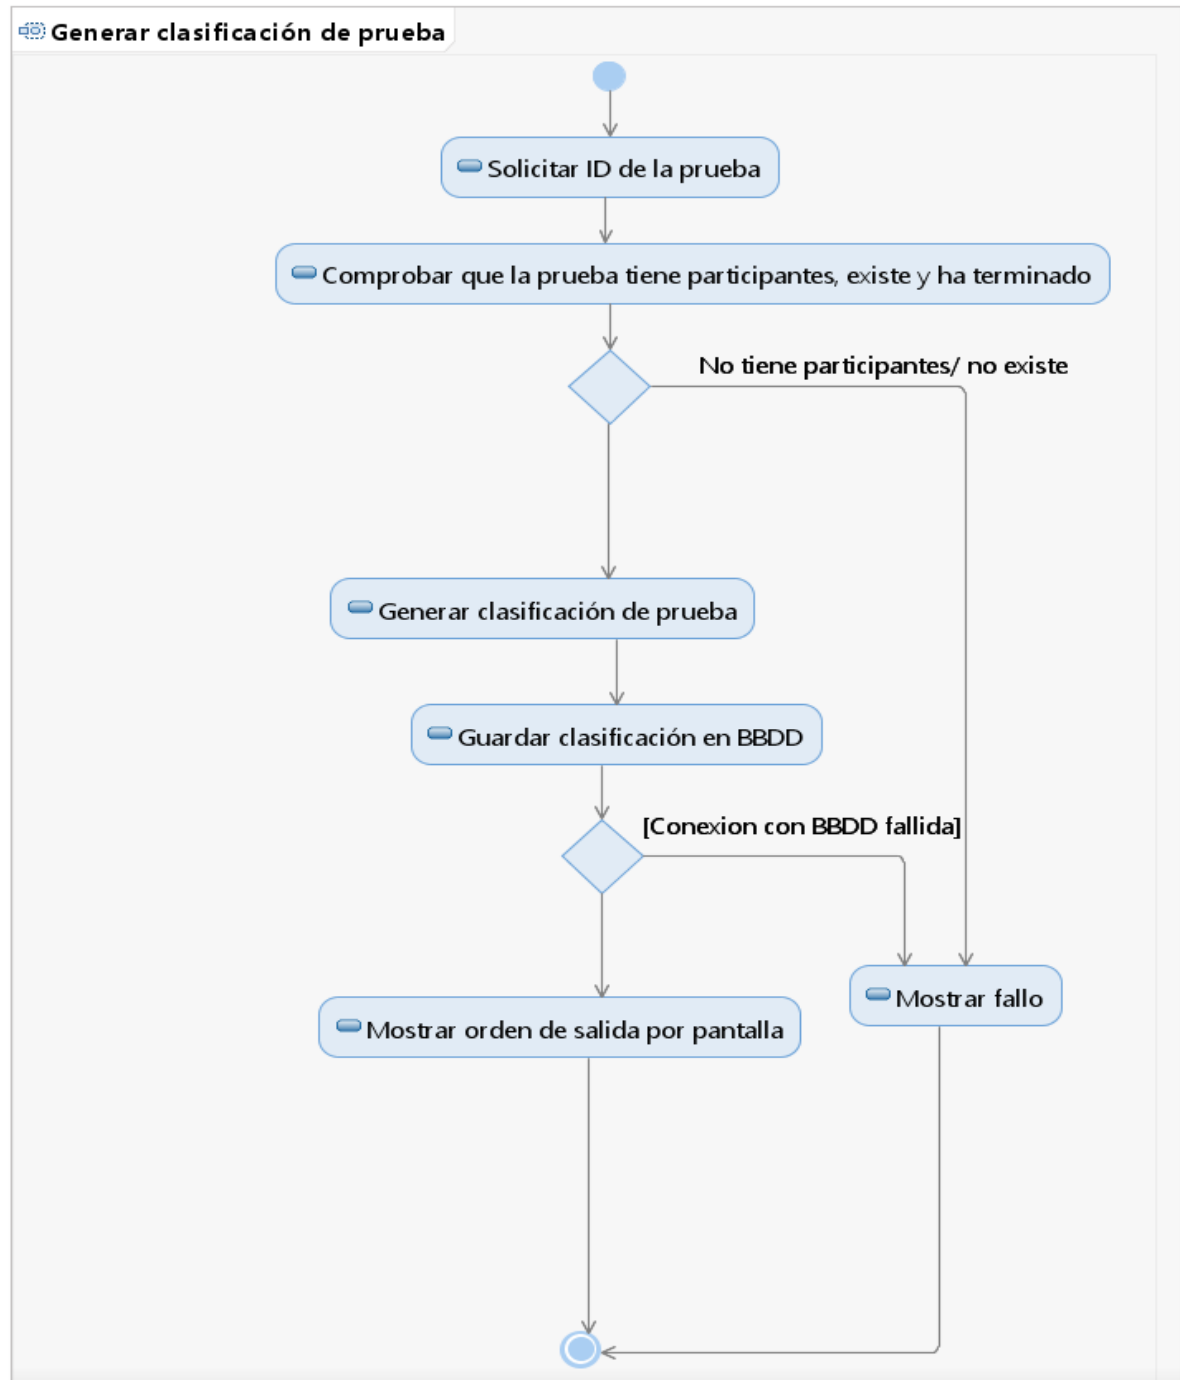 Generar clasificación de prueba
Solicitar ID de la prueba
Comprobar que la prueba tiene participantes, existe y ha terminado
No tiene participantes/ no existe
Generar clasificación de prueba
Guardar clasificación en BBDD
[Conexion con BBDD fallida]
Mostrar fallo
Mostrar orden de salida por pantalla